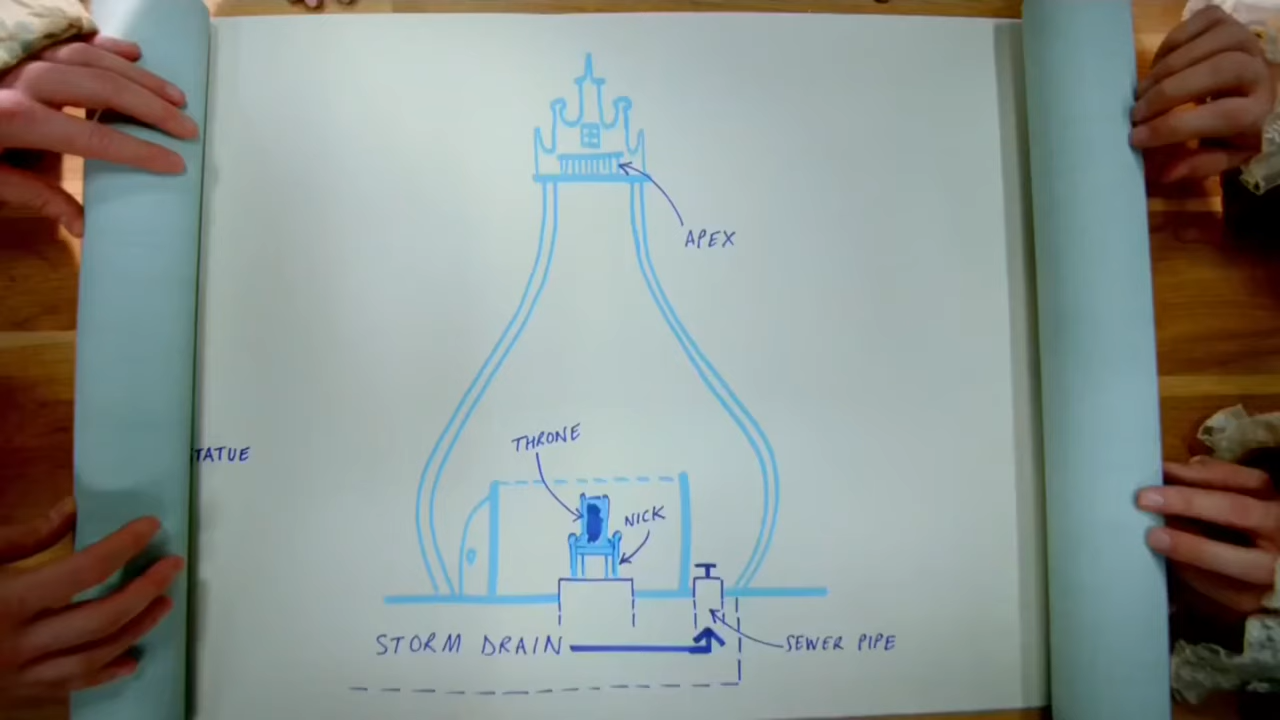 APEX
THRONE
TATUE
NICK
STORM DRAIN
SEWER PIPE